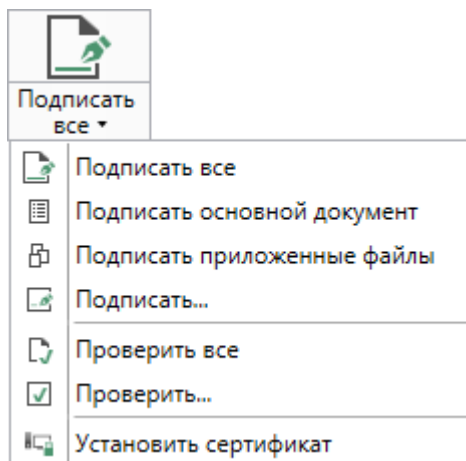 Подписать
все
Подписать все
Подписать основной документ
Подписать приложенные файлы
Подписать...
Проверить все
Проверить...
Установить сертификат